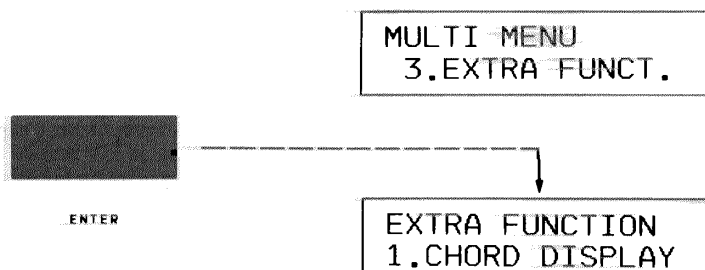 MULTI MENU
3.EXTRA FUNCT.
ENTER
EXTRA FUNCTION
1.CHORD DISPLAY